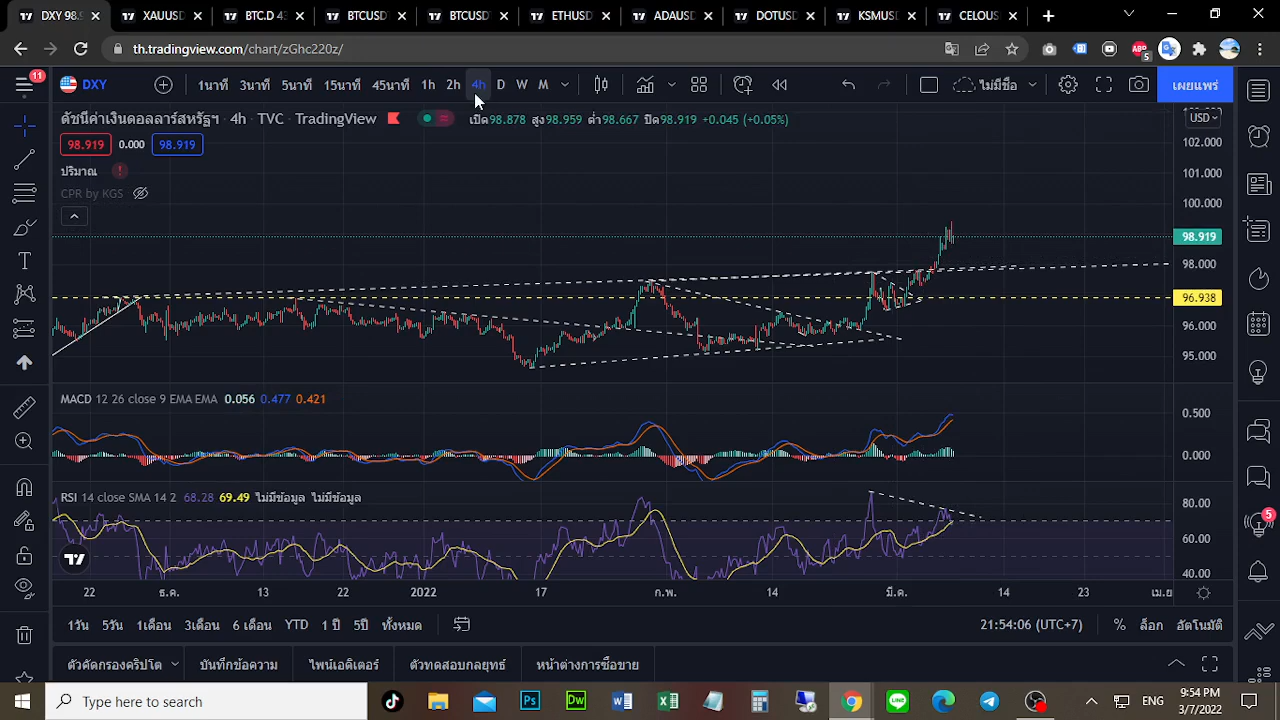 DXY 98.9
XAUUSD
BTC.D 43
BTCUSDT
BTCUSD
ETHUSD
ADAUSD
DOTUSD
KSMUSD
CELOUS
th.tradingview.com/chart/zGhc220z/
ABP 5
11
DXY
1นาที 3นาที 5นาที 15นาที 45นาที 1h 2h 4h D W M
ไม่มีชื่อ
เผยแพร่
ดัชนีค่าเงินดอลลาร์สหรัฐฯ · 4h · TVC · TradingView
เปิด98.878 สูง98.959 ต่ำ98.667 ปิด98.919 +0.045 (+0.05%)
USD
98.919 0.000 98.919
ปริมาณ
CPR by KGS
102.000
101.000
100.000
98.919
98.000
96.938
96.000
95.000
MACD 12 26 close 9 EMA EMA 0.056 0.477 0.421
0.500
0.000
RSI 14 close SMA 14 2 68.28 69.49 ไม่มีข้อมูล ไม่มีข้อมูล
80.00
60.00
40.00
5
22 ธ.ค. 13 22 2022 17 ก.พ. 14 มี.ค. 14 23 เม.ย
1วัน 5วัน 1เดือน 3เดือน 6 เดือน YTD 1 ปี 5ปี ทั้งหมด
21:54:06 (UTC+7) % ล็อก อัตโนมัติ
ตัวคัดกรองคริปโต บันทึกข้อความ ไพน์เอดิเตอร์ ตัวทดสอบกลยุทธ์ หน้าต่างการซื้อขาย
Type here to search
Ps
Dw
LINE
ENG
9:54 PM
3/7/2022